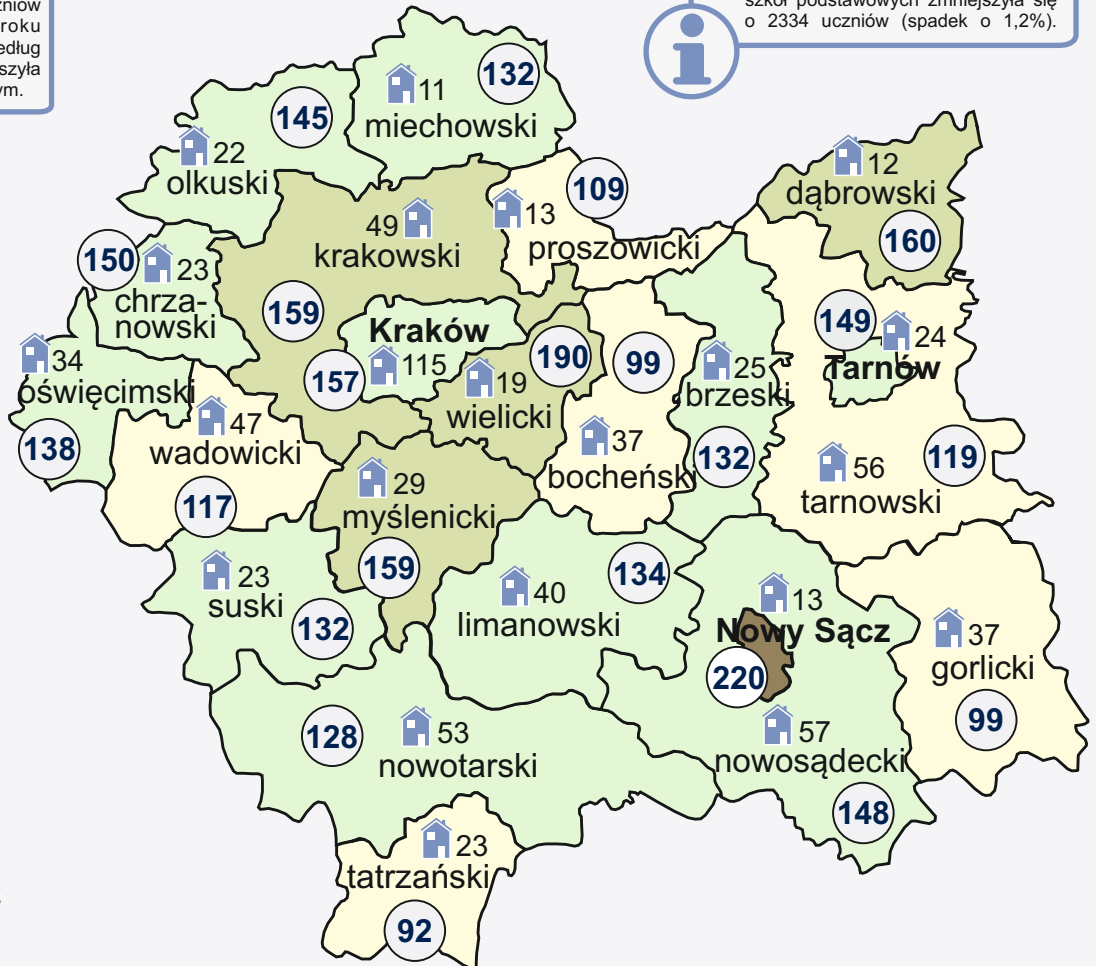 roku
ym.
szkół podstawowych zmniejszyła się
o 2334 uczniów (spadek o 1,2%).
11
132
miechowski
145
22
olkuski
12
dąbrowski
160
109
13
proszowicki
49
krakowski
159
150
23
chrza-
nowski
Kraków
115
157
190
19
wielicki
99
37
bocheński
25
brzeski
132
149
24
Tarnów
56
119
tarnowski
34
oświęcimski
138
47
wadowicki
117
29
myślenicki
159
23
suski
132
134
40
limanowski
13
Nowy Sącz
220
57
nowosądecki
148
37
gorlicki
99
128
53
nowotarski
23
tatrzański
92